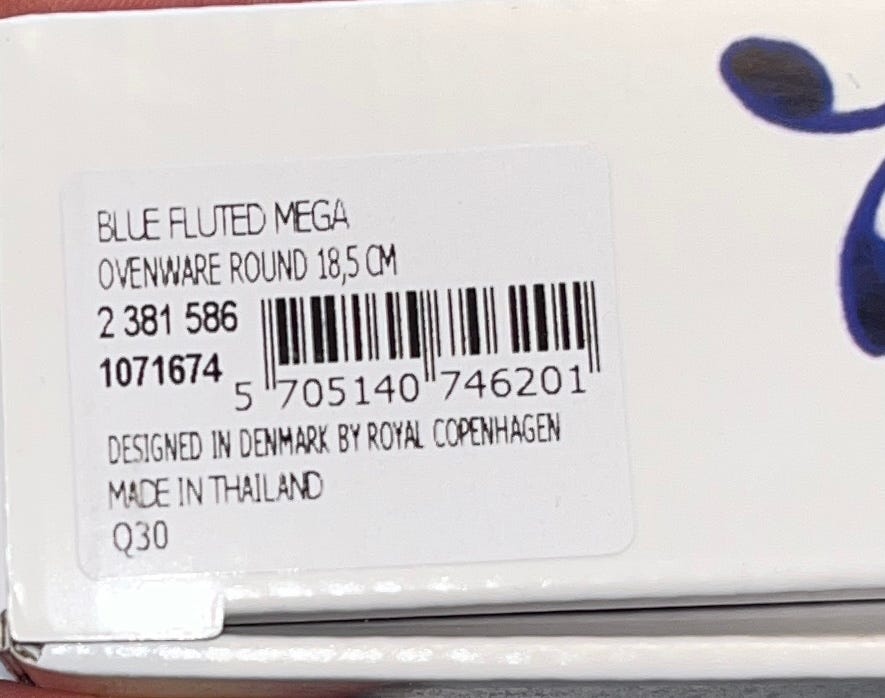 BLUE FLUTED MEGA
OVENWARE ROUND 18,5 CM
2 381 586
1071674
5 705140 746201
DESIGNED IN DENMARK BY ROYAL COPENHAGEN
MADE IN THAILAND
Q30